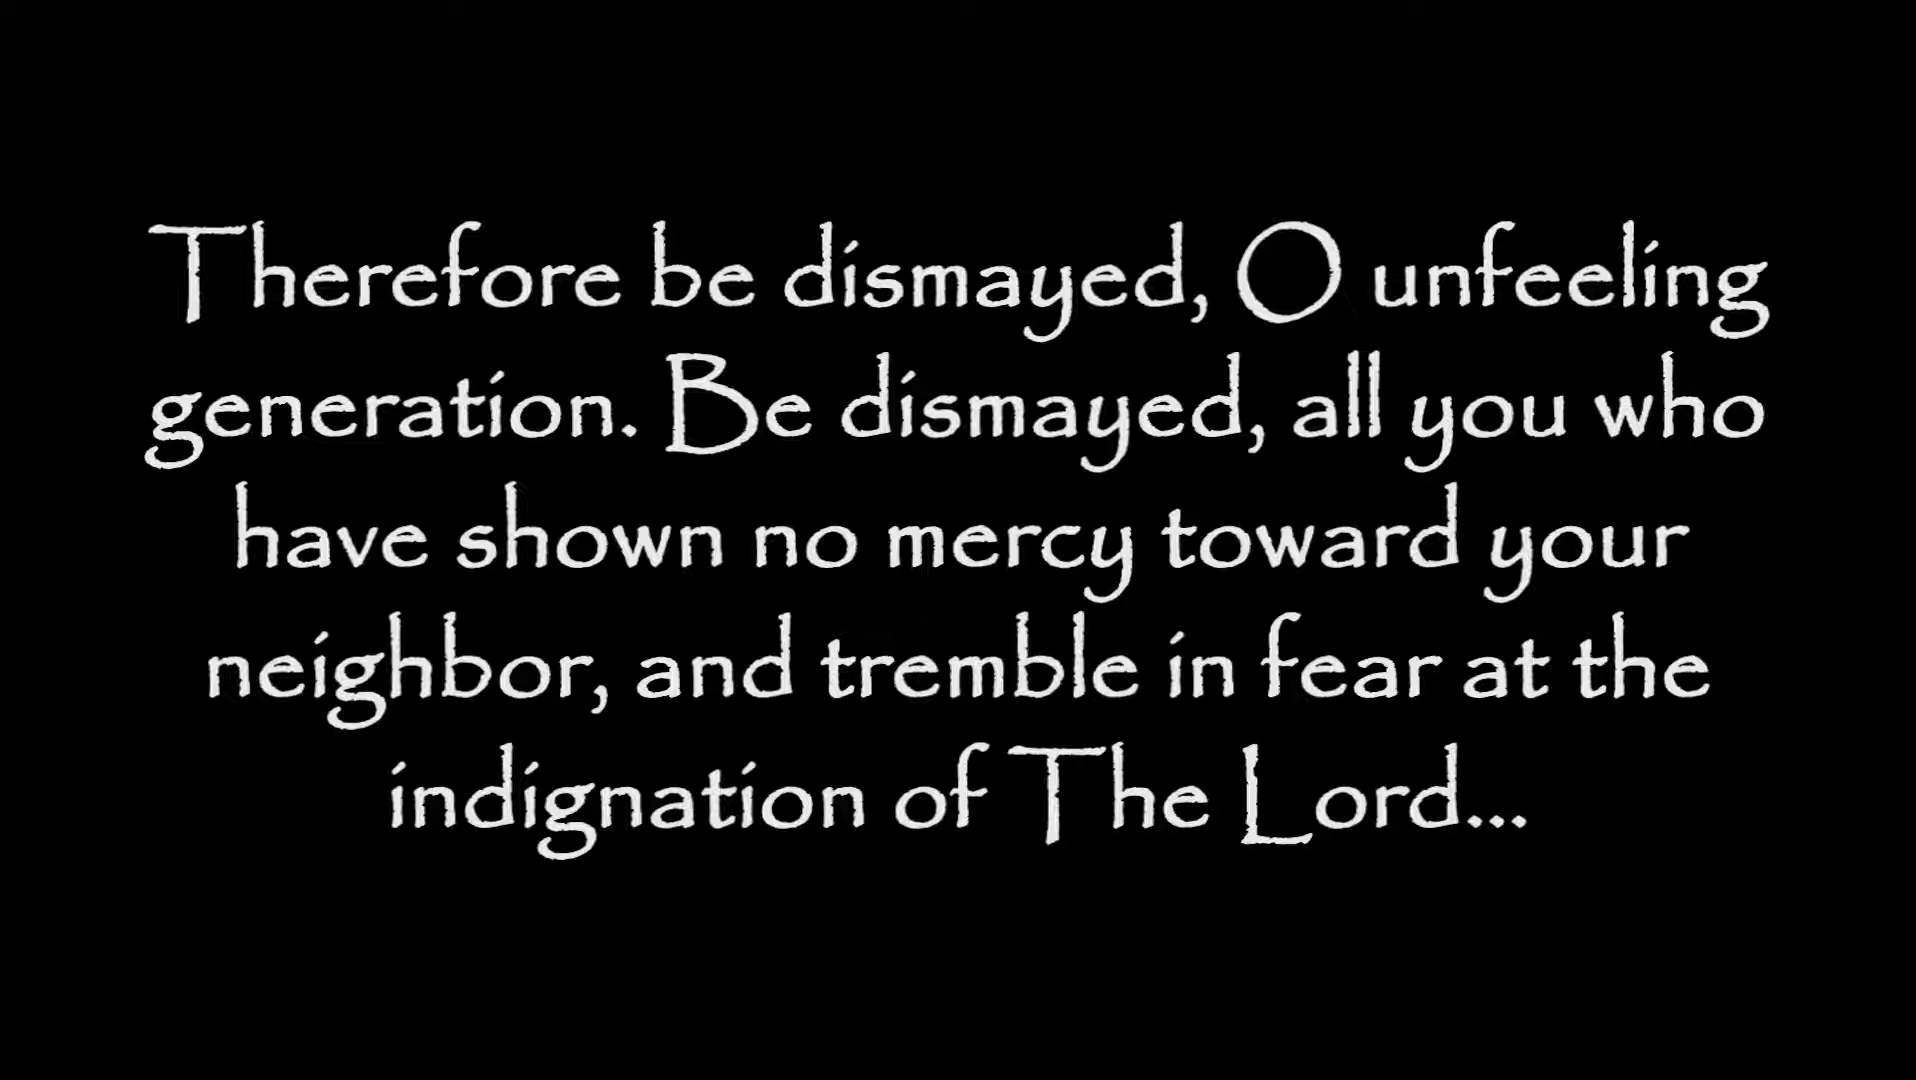 Therefore be dismayed, O unfeeling
generation. Be dismayed, all you who
have shown no mercy toward your
neighbor, and tremble in fear at the
indignation of The Lord...